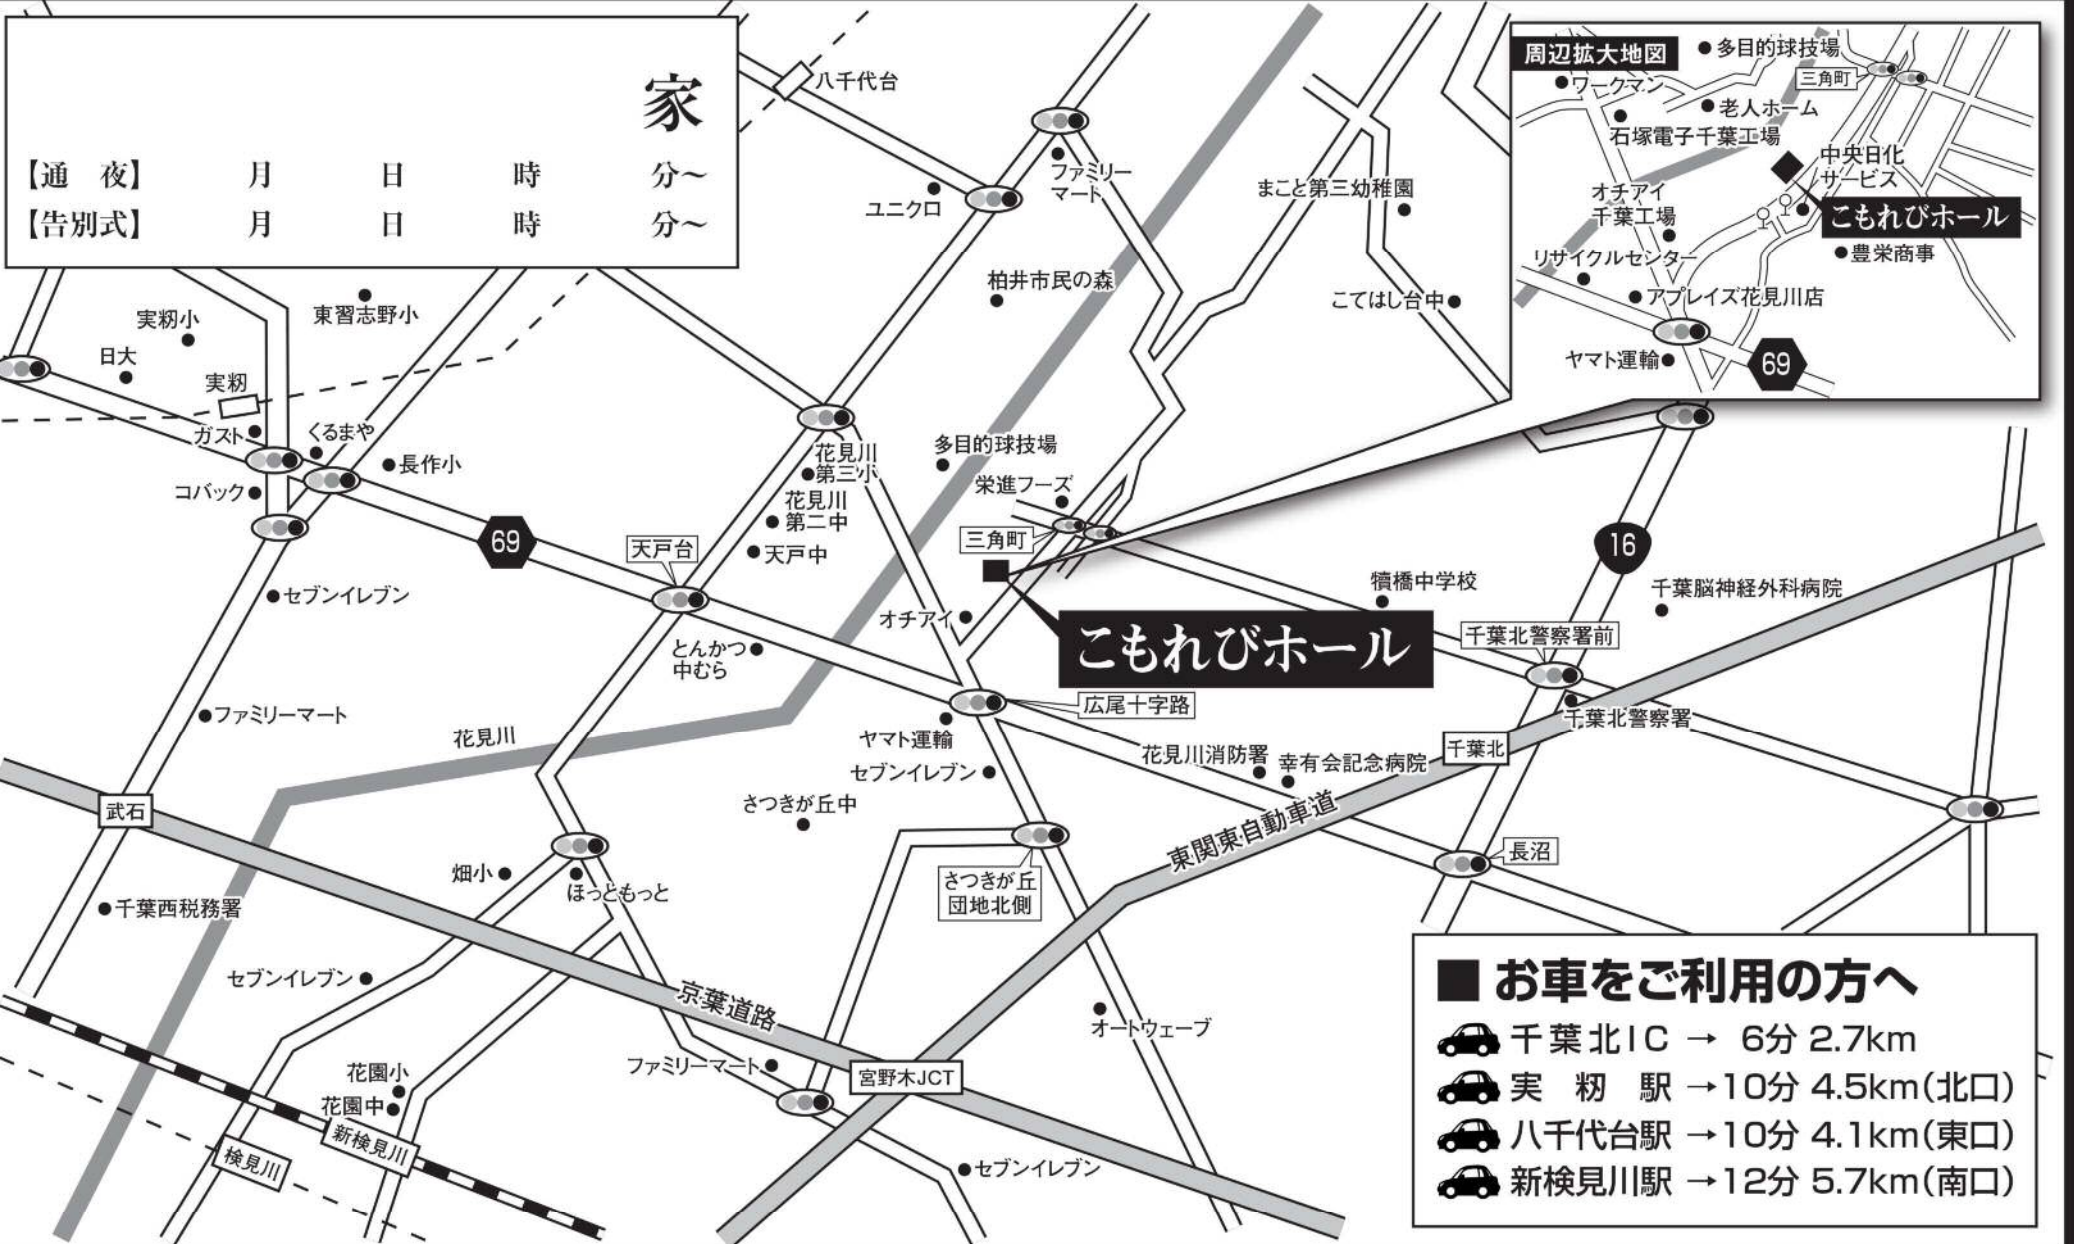 家
【通　夜】　月　日　時　分～
【告別式】　月　日　時　分～
八千代台
ユニクロ
ファミリー
マート
まこと第三幼稚園
柏井市民の森
こてはし台中
東習志野小
実籾小
日大
実籾
ガスト
くるまや
コバック
長作小
69
天戸台
花見川
第三小
花見川
第二中
天戸中
多目的球技場
栄進フーズ
三角町
オチアイ
こもれびホール
とんかつ
中むら
セブンイレブン
ファミリーマート
花見川
広尾十字路
ヤマト運輸
セブンイレブン
さつきが丘中
さつきが丘
団地北側
花見川消防署
幸有会記念病院
犢橋中学校
16
千葉脳神経外科病院
千葉北警察署前
千葉北警察署
千葉北
東関東自動車道
長沼
武石
千葉西税務署
畑小
ほっともっと
セブンイレブン
京葉道路
ファミリーマート
宮野木JCT
オートウェーブ
花園小
花園中
新検見川
検見川
セブンイレブン
周辺拡大地図
多目的球技場
三角町
ワークマン
老人ホーム
石塚電子千葉工場
中央日化
サービス
オチアイ
千葉工場
こもれびホール
豊栄商事
リサイクルセンター
アプレイズ花見川店
ヤマト運輸
69
■ お車をご利用の方へ
千葉北IC → 6分 2.7km
実　籾　駅 →10分 4.5km(北口)
八千代台駅 →10分 4.1km(東口)
新検見川駅 →12分 5.7km(南口)